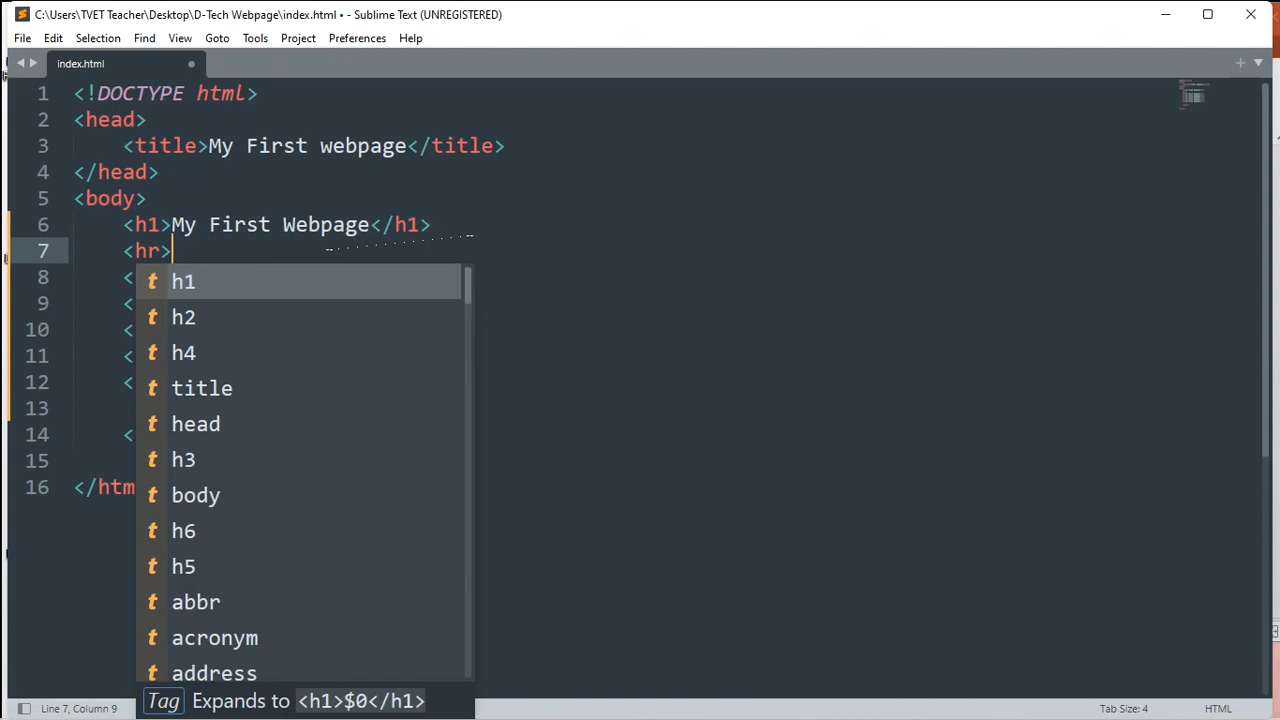 C:\Users\TVET Teacher\Desktop\D-Tech Webpage\index.html • - Sublime Text (UNREGISTERED)
File Edit Selection Find View Goto Tools Project Preferences Help
index.html
1 <!DOCTYPE html>
2 <head>
3 <title>My First webpage</title>
4 </head>
5 <body>
6 <h1>My First Webpage</h1>
7 <hr>
8 <
9 <
10 <
11 <
12 <
13
14 <
15
16 </htm
t h1
t h2
t h4
t title
t head
t h3
t body
t h6
t h5
t abbr
t acronym
t address
Tag Expands to <h1>$0</h1>
Line 7, Column 9
Tab Size: 4
HTML